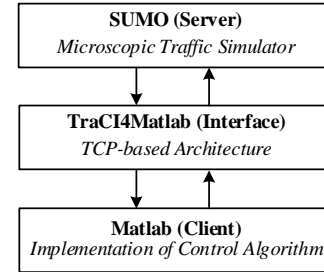 SUMO (Server)
Microscopic Traffic Simulator
TraCI4Matlab (Interface)
TCP-based Architecture
Matlab (Client)
Implementation of Control Algorithm